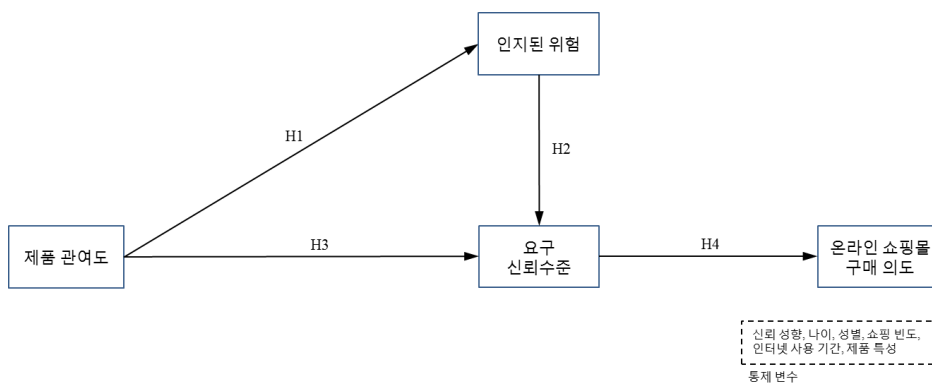 인지된 위험
H1
H2
제품 관여도
H3
요구
신뢰수준
H4
온라인 쇼핑몰
구매 의도
신뢰 성향, 나이, 성별, 쇼핑 빈도,
인터넷 사용 기간, 제품 특성
통제 변수